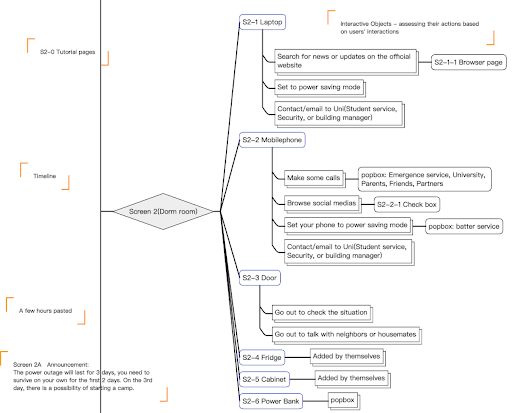 S2-1 Laptop
Interactive Objects - assessing their actions based
on users' interactions
S2-0 Tutorial pages
Search for news or updates on the official
website
S2-1-1 Browser page
Set to power saving mode
Contact/email to Uni(Student service,
Security, or building manager)
S2-2 Mobilephone
Make some calls
popbox: Emergence service, University,
Parents, Friends, Partners
Timeline
Browse social medias
S2-2-1 Check box
Screen 2(Dorm room)
Set your phone to power saving mode
popbox: batter service
Contact/email to Uni(Student service,
Security, or building manager)
S2-3 Door
A few hours pasted
Go out to check the situation
Go out to talk with neighbors or housemates
S2-4 Fridge
Added by themselves
Screen 2A Announcement:
The power outage will last for 3 days, you need to
survive on your own for the first 2 days. On the 3rd
day, there is a possibility of starting a camp.
S2-5 Cabinet
Added by themselves
S2-6 Power Bank
popbox